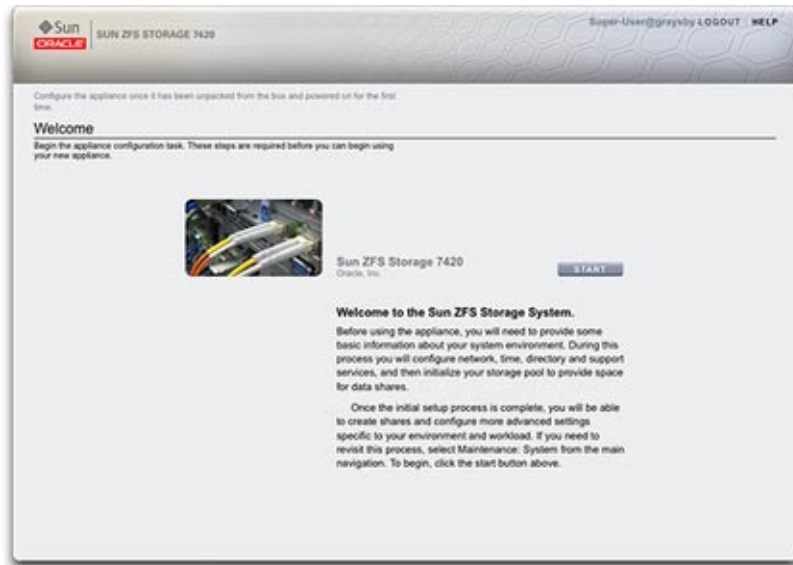 Sun
ORACLE
SUN ZFS STORAGE 7420
Super-User@graysby LOGOUT HELP
Configure the appliance once it has been unpacked from the box and powered on for the first
time.
Welcome
Begin the appliance configuration task. These steps are required before you can begin using
your new appliance.
Sun ZFS Storage 7420
Oracle, Inc.
START
Welcome to the Sun ZFS Storage System.
Before using the appliance, you will need to provide some
basic information about your system environment. During this
process you will configure network, time, directory and support
services, and then initialize your storage pool to provide space
for data shares.
Once the initial setup process is complete, you will be able
to create shares and configure more advanced settings
specific to your environment and workload. If you need to
revisit this process, select Maintenance: System from the main
navigation. To begin, click the start button above.